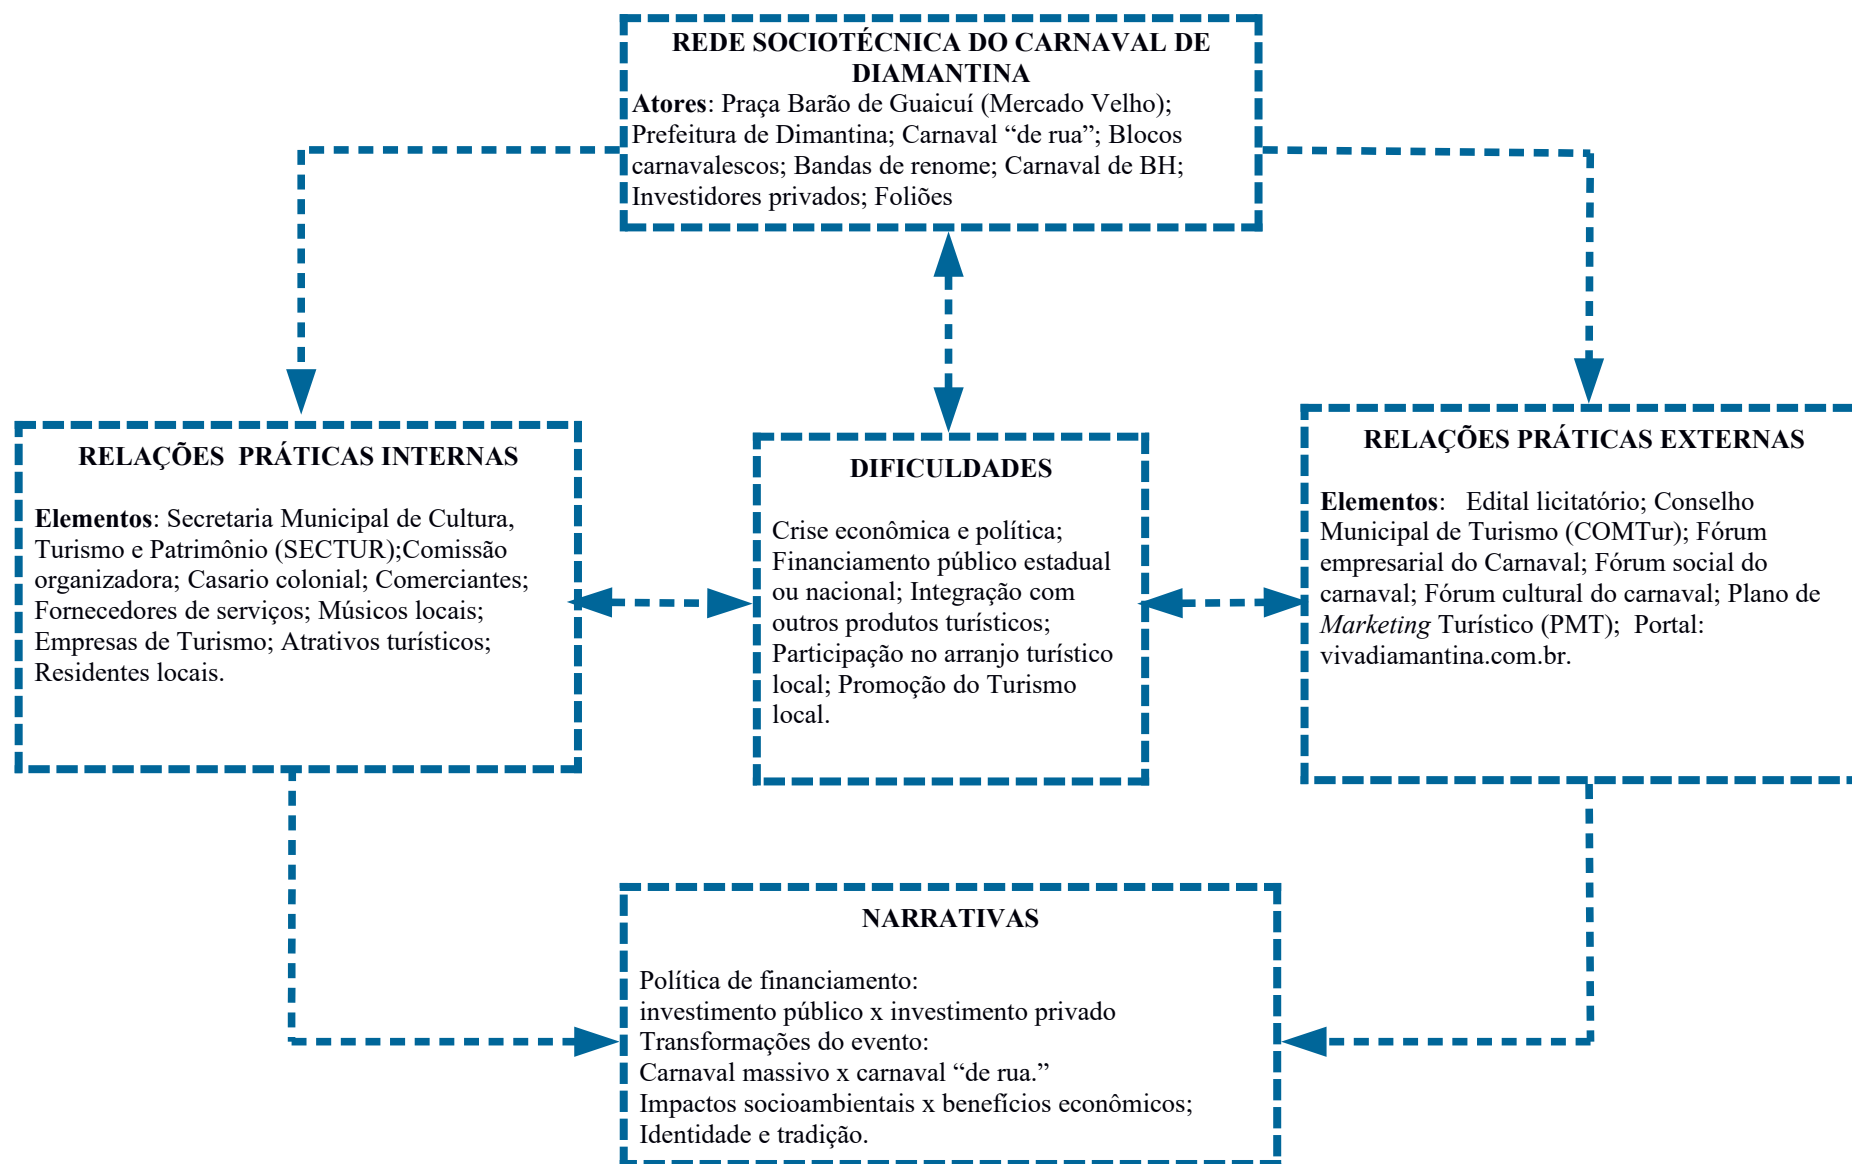 REDE SOCIOTÉCNICA DO CARNAVAL DE
DIAMANTINA
Atores: Praça Barão de Guaicuí (Mercado Velho);
Prefeitura de Dimantina; Carnaval “de rua”; Blocos
carnavalescos; Bandas de renome; Carnaval de BH;
Investidores privados; Foliões
RELAÇÕES PRÁTICAS INTERNAS
Elementos: Secretaria Municipal de Cultura,
Turismo e Patrimônio (SECTUR);Comissão
organizadora; Casario colonial; Comerciantes;
Fornecedores de serviços; Músicos locais;
Empresas de Turismo; Atrativos turísticos;
Residentes locais.
DIFICULDADES
Crise econômica e política;
Financiamento público estadual
ou nacional; Integração com
outros produtos turísticos;
Participação no arranjo turístico
local; Promoção do Turismo
local.
RELAÇÕES PRÁTICAS EXTERNAS
Elementos: Edital licitatório; Conselho
Municipal de Turismo (COMTur); Fórum
empresarial do Carnaval; Fórum social do
carnaval; Fórum cultural do carnaval; Plano de
Marketing Turístico (PMT); Portal:
vivadiamantina.com.br.
NARRATIVAS
Política de financiamento:
investimento público x investimento privado
Transformações do evento:
Carnaval massivo x carnaval “de rua.”
Impactos socioambientais x benefícios econômicos;
Identidade e tradição.